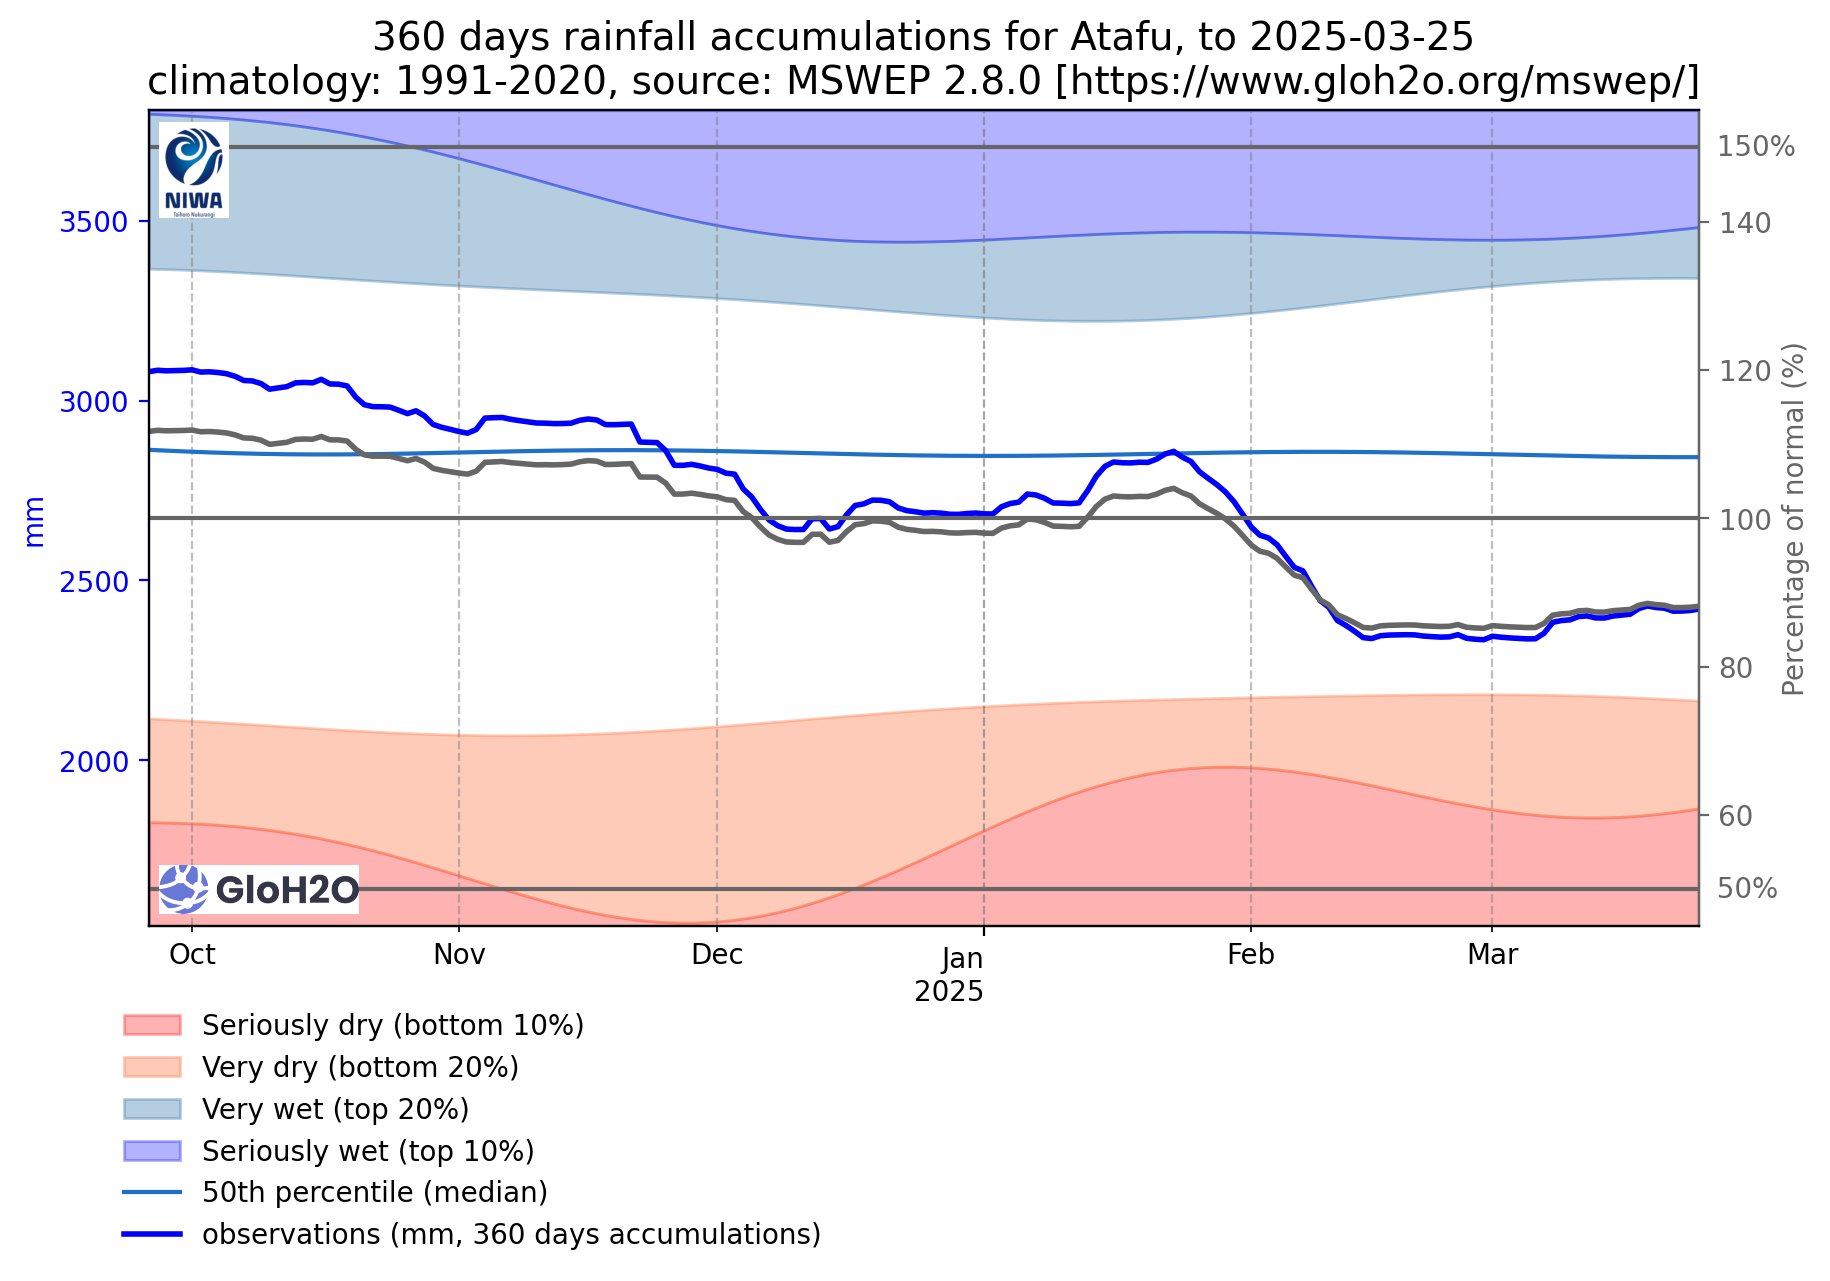 360 days rainfall accumulations for Atafu, to 2025-03-25
climatology: 1991-2020, source: MSWEP 2.8.0 [https://www.gloh2o.org/mswep/]
NIWA
Taihoro Nukurangi
3500
3000
2500
2000
mm
150%
140
120
100
80
60
50%
Percentage of normal (%)
GloH2O
Oct
Nov
Dec
Jan
2025
Feb
Mar
Seriously dry (bottom 10%)
Very dry (bottom 20%)
Very wet (top 20%)
Seriously wet (top 10%)
50th percentile (median)
observations (mm, 360 days accumulations)